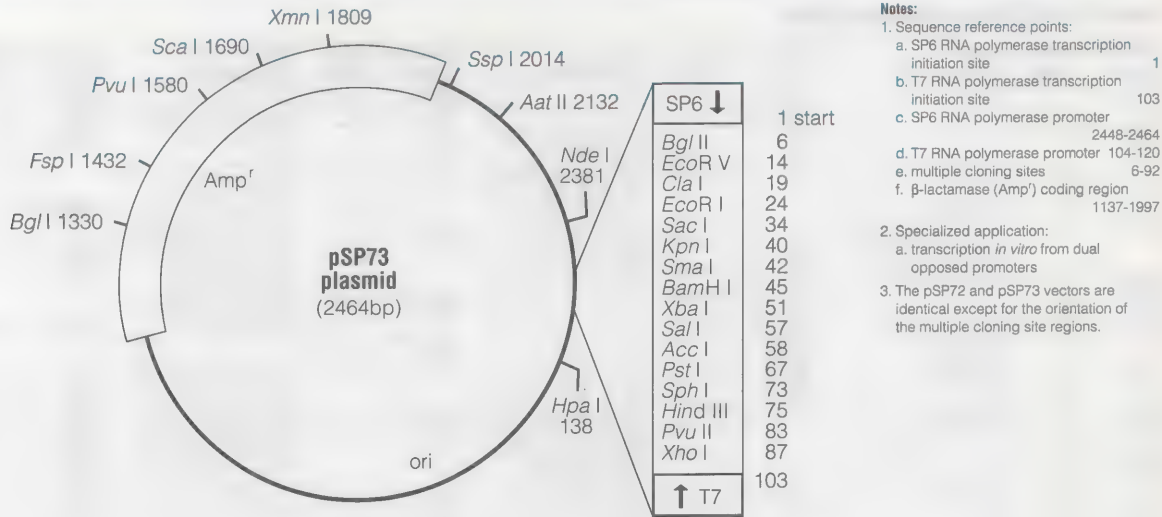 Xmn I 1809
Sca I 1690
Pvu I 1580
Fsp I 1432
Bgl I 1330
Ssp I 2014
Aat II 2132
Nde I
2381
Hpa I
138
Ampʳ
pSP73
plasmid
(2464bp)
ori
SP6 ↓
1 start
Bgl II 6
EcoR V 14
Cla I 19
EcoR I 24
Sac I 34
Kpn I 40
Sma I 42
BamH I 45
Xba I 51
Sal I 57
Acc I 58
Pst I 67
Sph I 73
Hind III 75
Pvu II 83
Xho I 87
103
↑ T7
Notes:
1. Sequence reference points:
a. SP6 RNA polymerase transcription
initiation site 1
b. T7 RNA polymerase transcription
initiation site 103
c. SP6 RNA polymerase promoter
2448-2464
d. T7 RNA polymerase promoter 104-120
e. multiple cloning sites 6-92
f. β-lactamase (Ampʳ) coding region
1137-1997
2. Specialized application:
a. transcription in vitro from dual
opposed promoters
3. The pSP72 and pSP73 vectors are
identical except for the orientation of
the multiple cloning site regions.